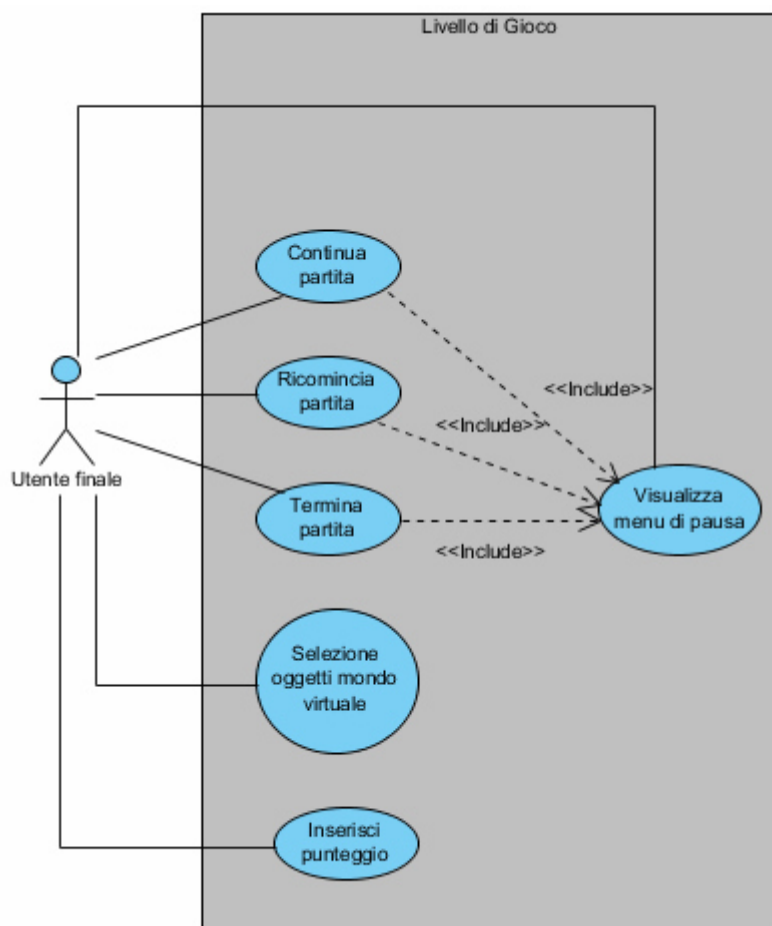 Livello di Gioco
Continua
partita
<<Include>>
Ricomincia
partita
<<Include>>
Utente finale
Termina
partita
Visualizza
menu di pausa
<<Include>>
Selezione
oggetti mondo
virtuale
Inserisci
punteggio